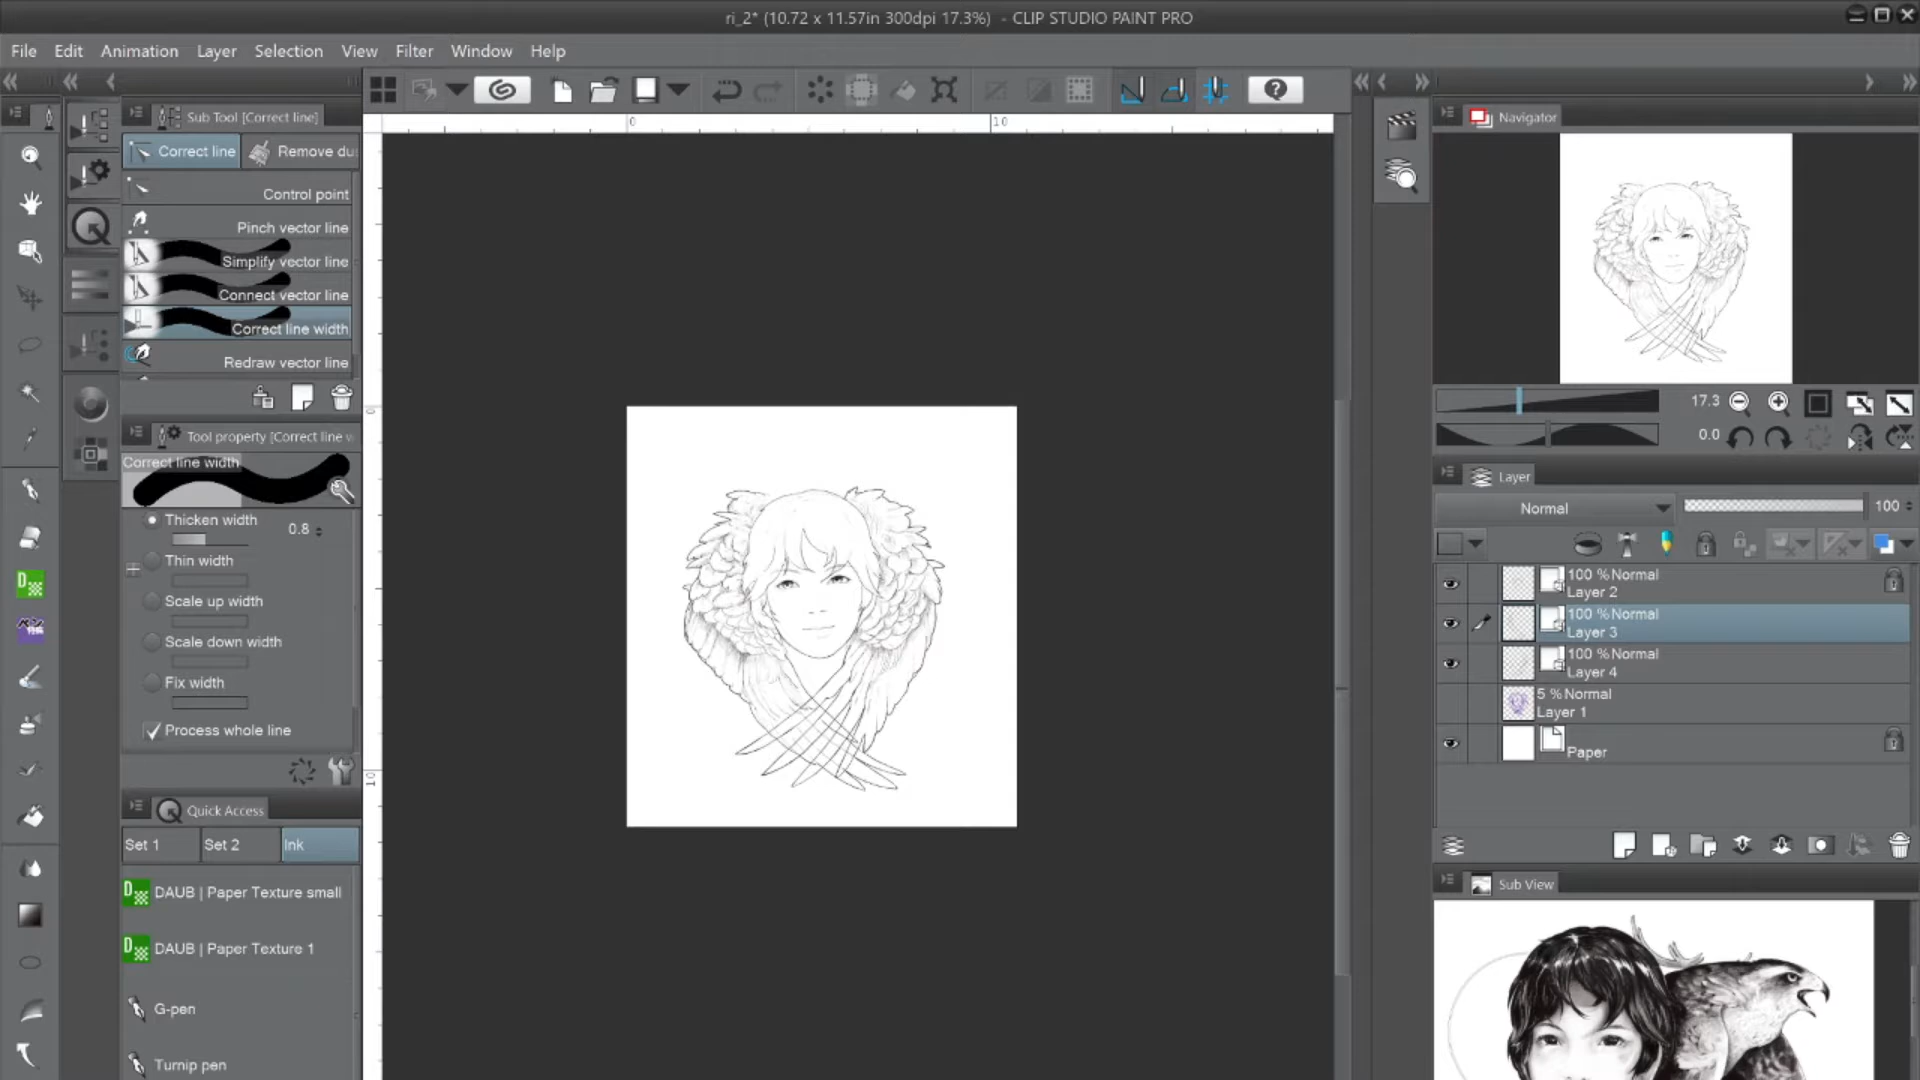 ri_2* (10.72 x 11.57in 300dpi 17.3%) - CLIP STUDIO PAINT PRO
File Edit Animation Layer Selection View Filter Window Help
Sub Tool [Correct line]
Correct line Remove du
Control point
Pinch vector line
Simplify vector line
Connect vector line
Correct line width
Redraw vector line
Tool property [Correct line w
Correct line width
Thicken width 0.8
Thin width
Scale up width
Scale down width
Fix width
Process whole line
Quick Access
Set 1 Set 2 Ink
DAUB | Paper Texture small
DAUB | Paper Texture 1
G-pen
Turnip pen
0 10
0
10
Navigator
17.3
0.0
Layer
Normal 100
100 %Normal
Layer 2
100 %Normal
Layer 3
100 %Normal
Layer 4
5 %Normal
Layer 1
Paper
Sub View